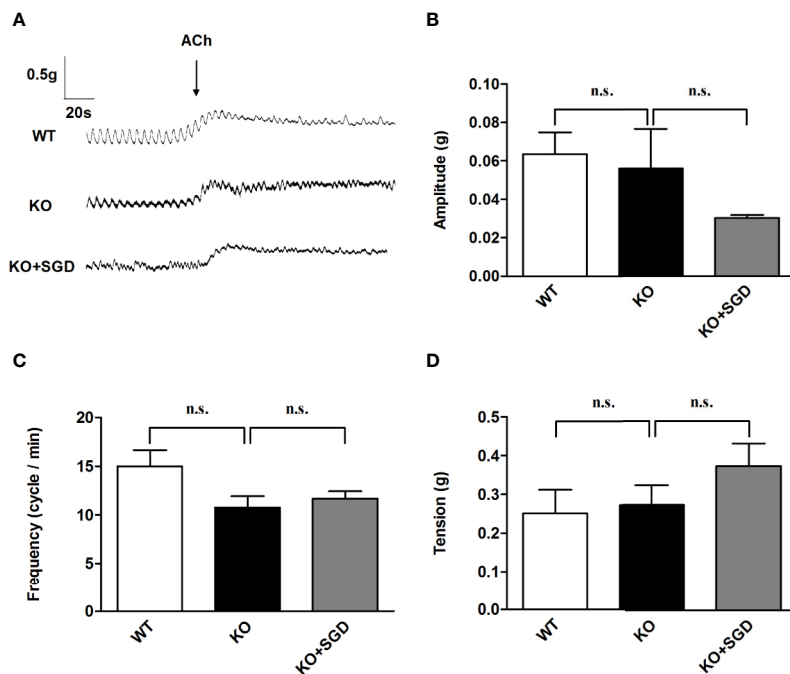 A
ACh
0.5g
20s
WT
KO
KO+SGD
B
n.s.
n.s.
Amplitude (g)
0.10
0.08
0.06
0.04
0.02
0.00
WT
KO
KO+SGD
C
n.s.
n.s.
Frequency (cycle / min)
20
15
10
5
0
WT
KO
KO+SGD
D
n.s.
n.s.
Tension (g)
0.5
0.4
0.3
0.2
0.1
0.0
WT
KO
KO+SGD